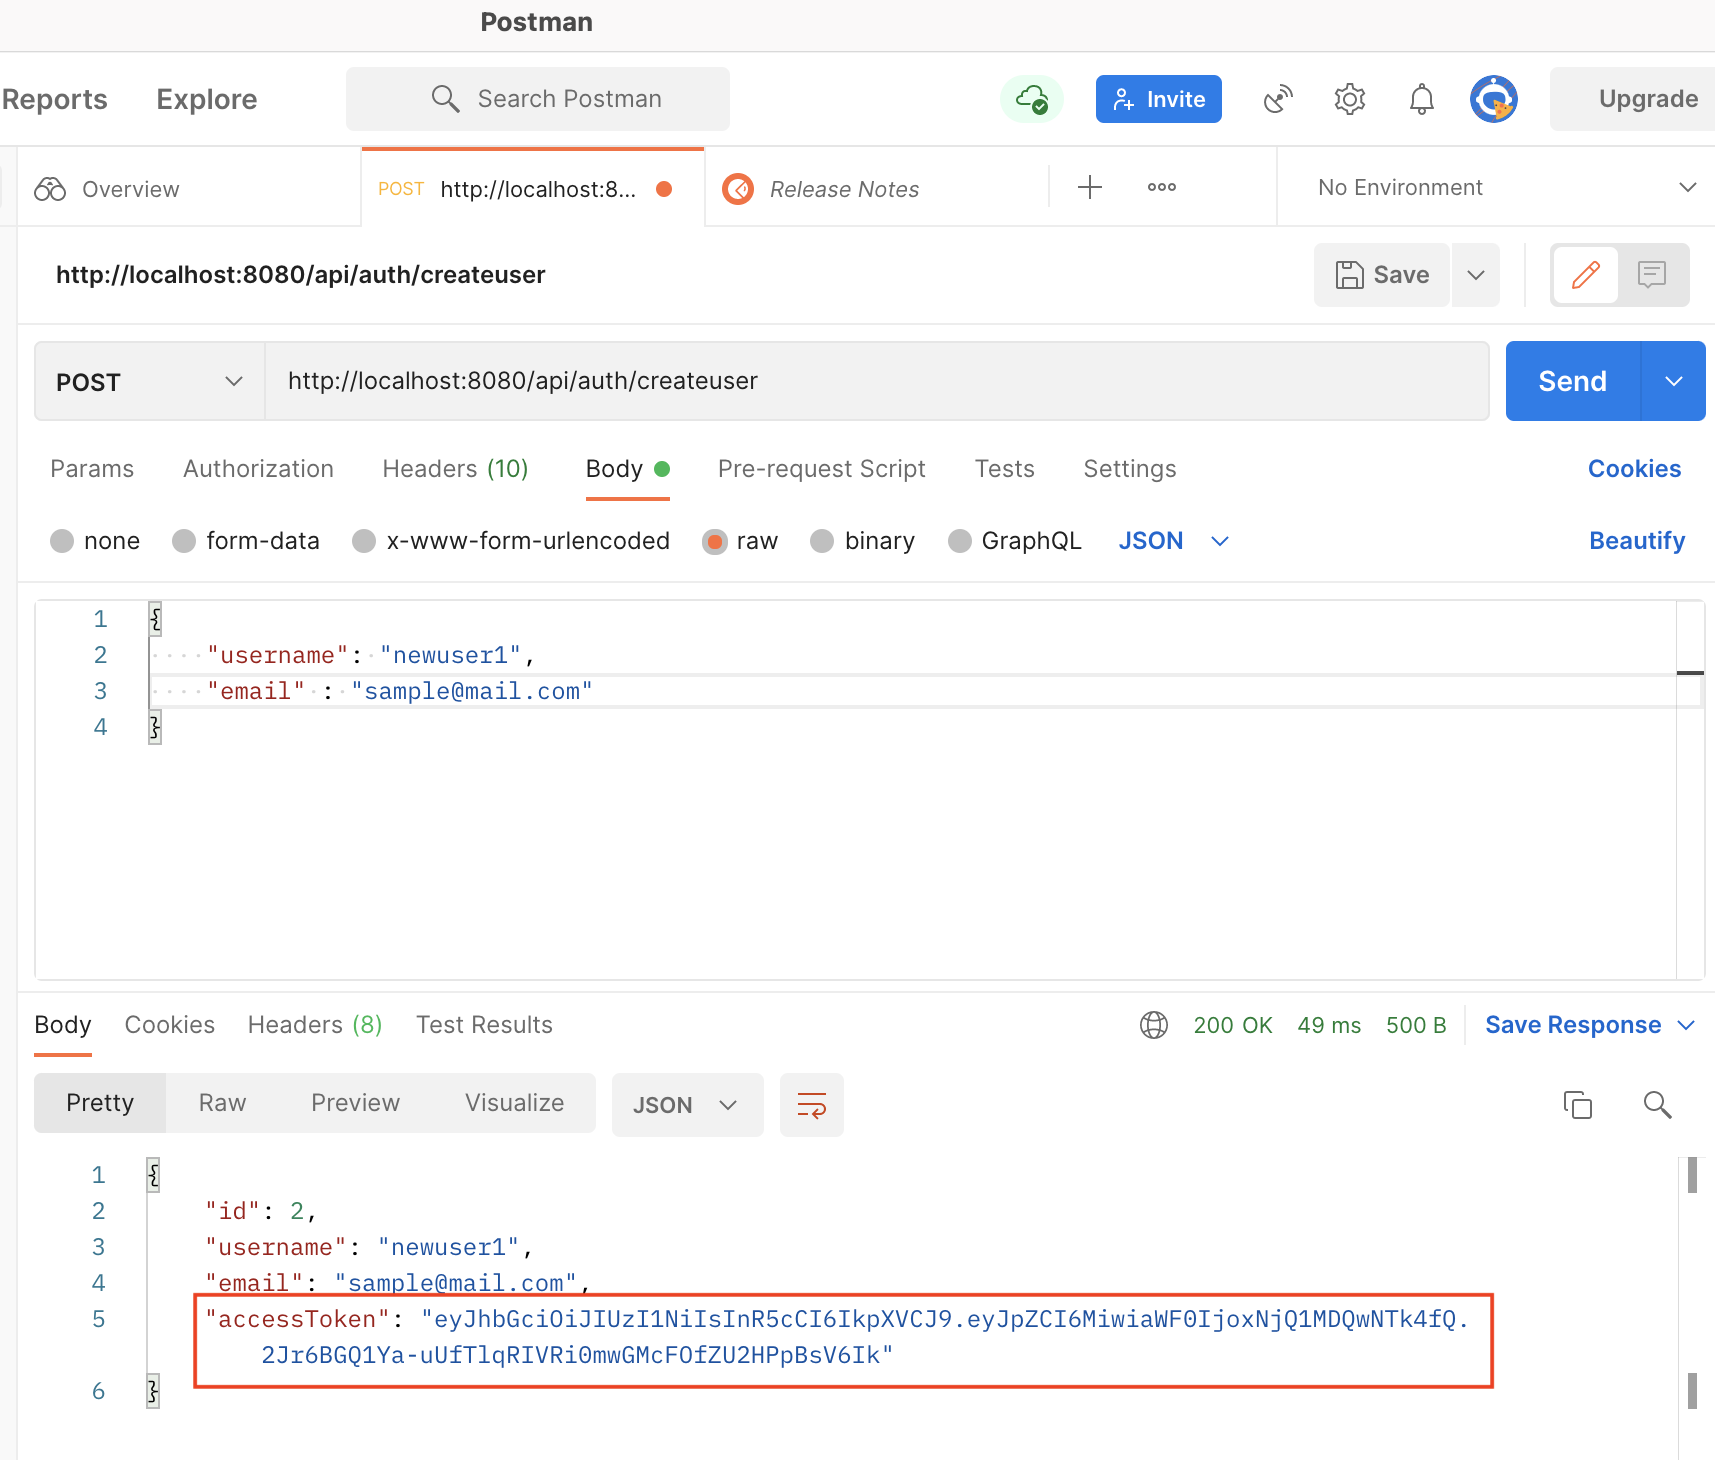 Postman
Reports Explore Search Postman Invite Upgrade
Overview POST http://localhost:8... Release Notes No Environment
http://localhost:8080/api/auth/createuser Save
POST http://localhost:8080/api/auth/createuser Send
Params Authorization Headers (10) Body Pre-request Script Tests Settings Cookies
none form-data x-www-form-urlencoded raw binary GraphQL JSON Beautify
1 {
2 "username": "newuser1",
3 "email" : "sample@mail.com"
4 }
Body Cookies Headers (8) Test Results 200 OK 49 ms 500 B Save Response
Pretty Raw Preview Visualize JSON
1 {
2 "id": 2,
3 "username": "newuser1",
4 "email": "sample@mail.com",
5 "accessToken": "eyJhbGciOiJIUzI1NiIsInR5cCI6IkpXVCJ9.eyJpZCI6MiwiaWF0IjoxNjQ1MDQwNTk4fQ.
2Jr6BGQ1Ya-uUfTlqRIVRi0mwGMcFOfZU2HPpBsV6Ik"
6 }